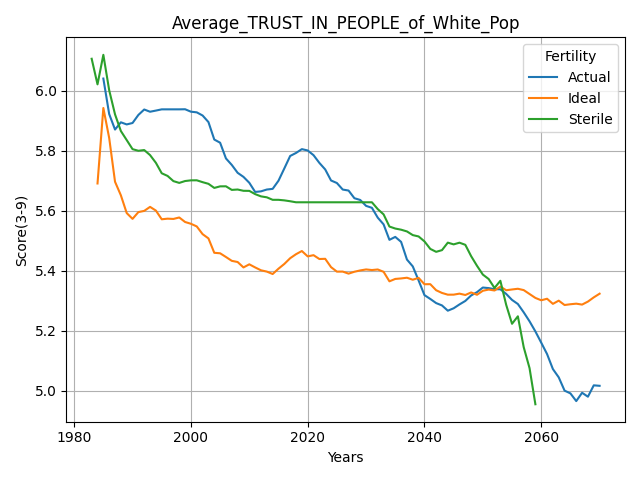 Average_TRUST_IN_PEOPLE_of_White_Pop
Fertility
Actual
Ideal
Sterile
Score(3-9)
6.0
5.8
5.6
5.4
5.2
5.0
1980
2000
2020
2040
2060
Years